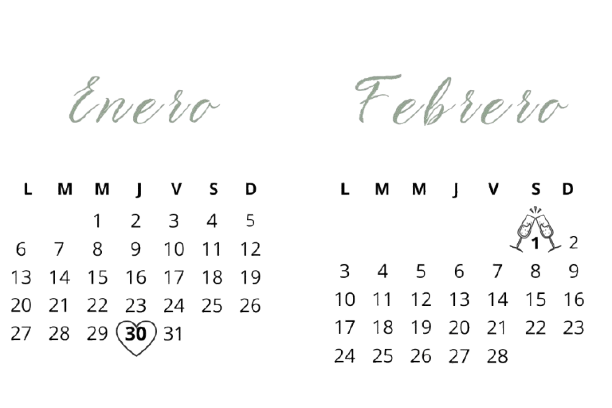 Enero
L M M J V S D
1 2 3 4 5
6 7 8 9 10 11 12
13 14 15 16 17 18 19
20 21 22 23 24 25 26
27 28 29 30 31
Febrero
L M M J V S D
1 2
3 4 5 6 7 8 9
10 11 12 13 14 15 16
17 18 19 20 21 22 23
24 25 26 27 28